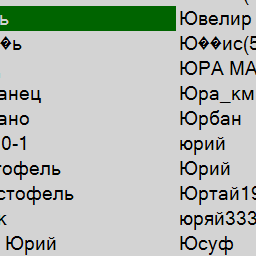 ь Ювелир
�ь Ю��ис(5
ЮРА МА
анец Юра_км
ано Юрбан
0-1 юрий
тофель Юрий
стофель Юртай19
к юряй333
Юрий Юсуф